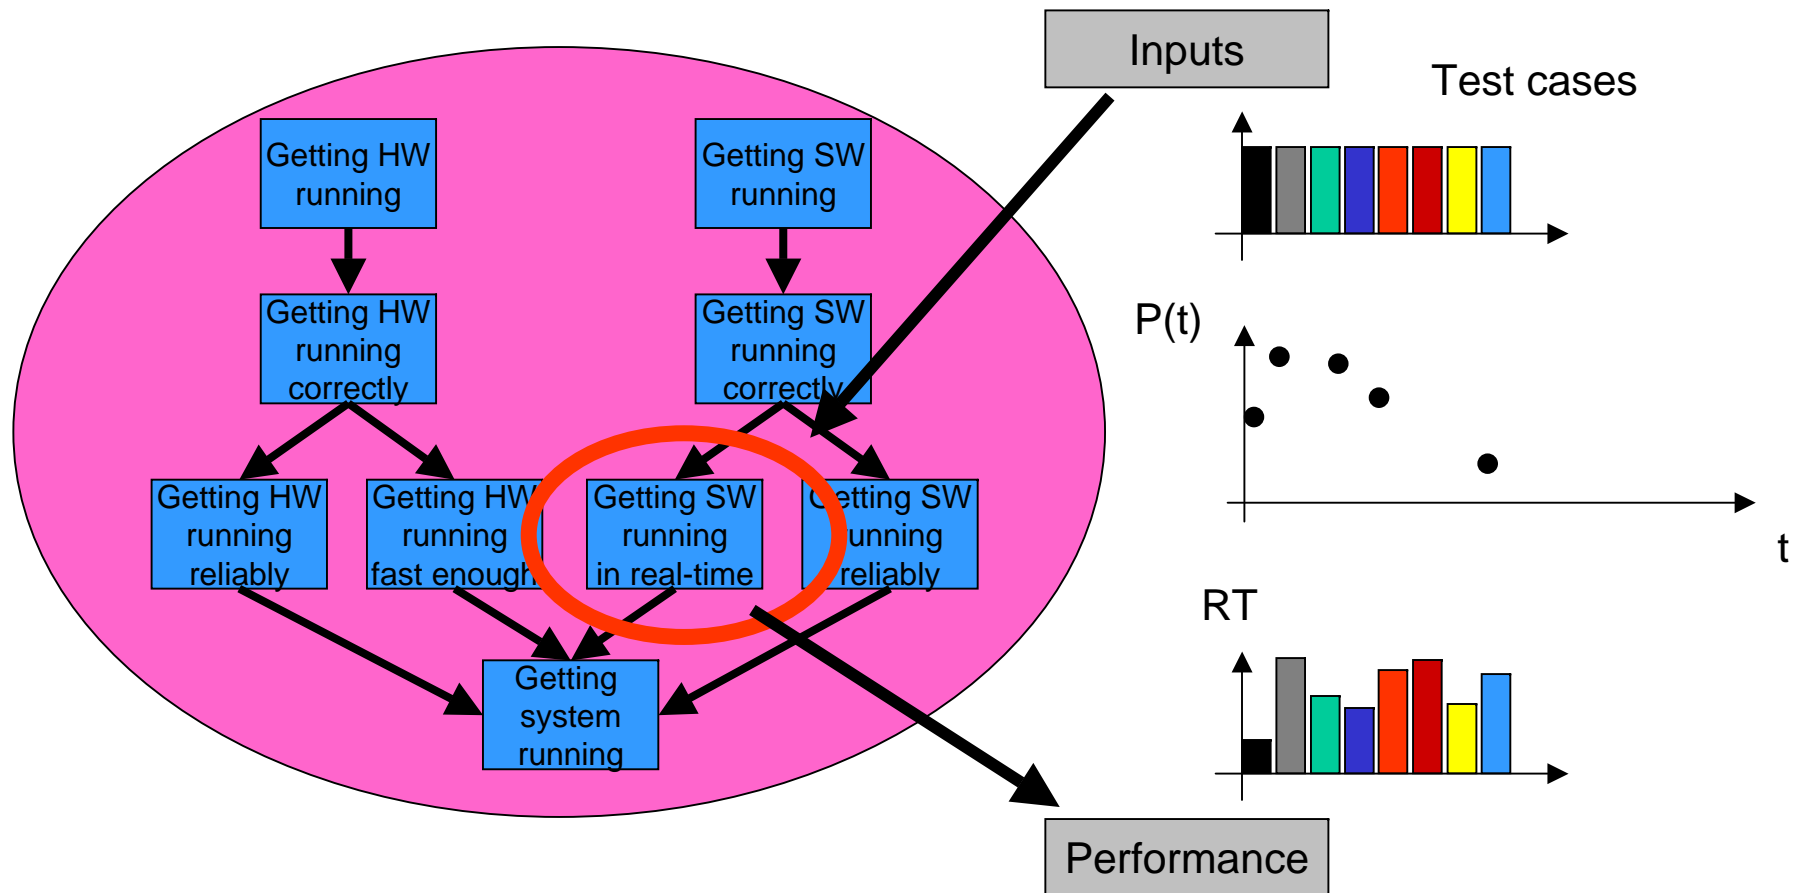 Inputs
Test cases
Getting HW
running
Getting SW
running
Getting HW
running
correctly
Getting SW
running
correctly
P(t)
Getting HW
running
reliably
Getting HW
running
fast enough
Getting SW
running
in real-time
Getting SW
running
reliably
t
RT
Getting
system
running
Performance